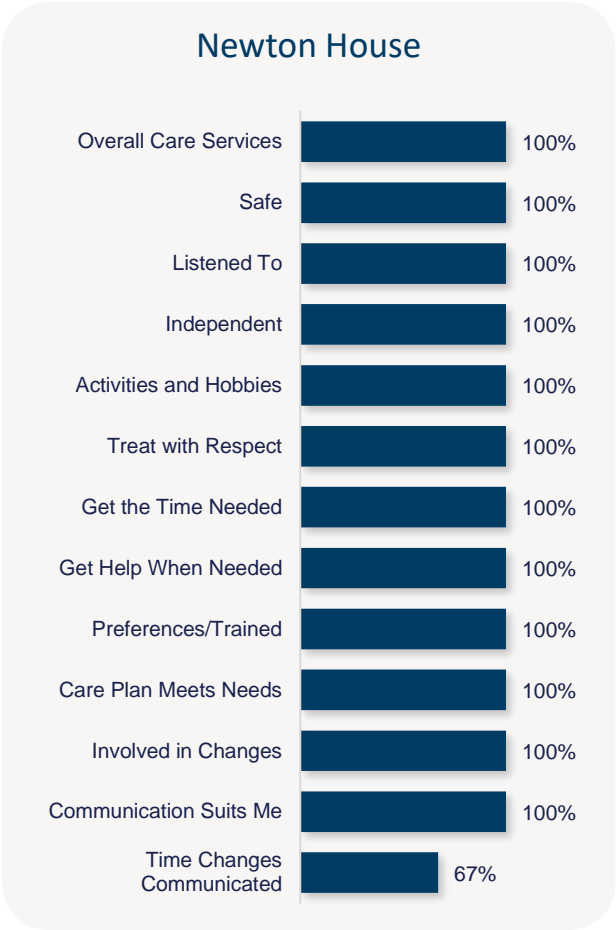 Newton House
Overall Care Services 100%
Safe 100%
Listened To 100%
Independent 100%
Activities and Hobbies 100%
Treat with Respect 100%
Get the Time Needed 100%
Get Help When Needed 100%
Preferences/Trained 100%
Care Plan Meets Needs 100%
Involved in Changes 100%
Communication Suits Me 100%
Time Changes
Communicated 67%